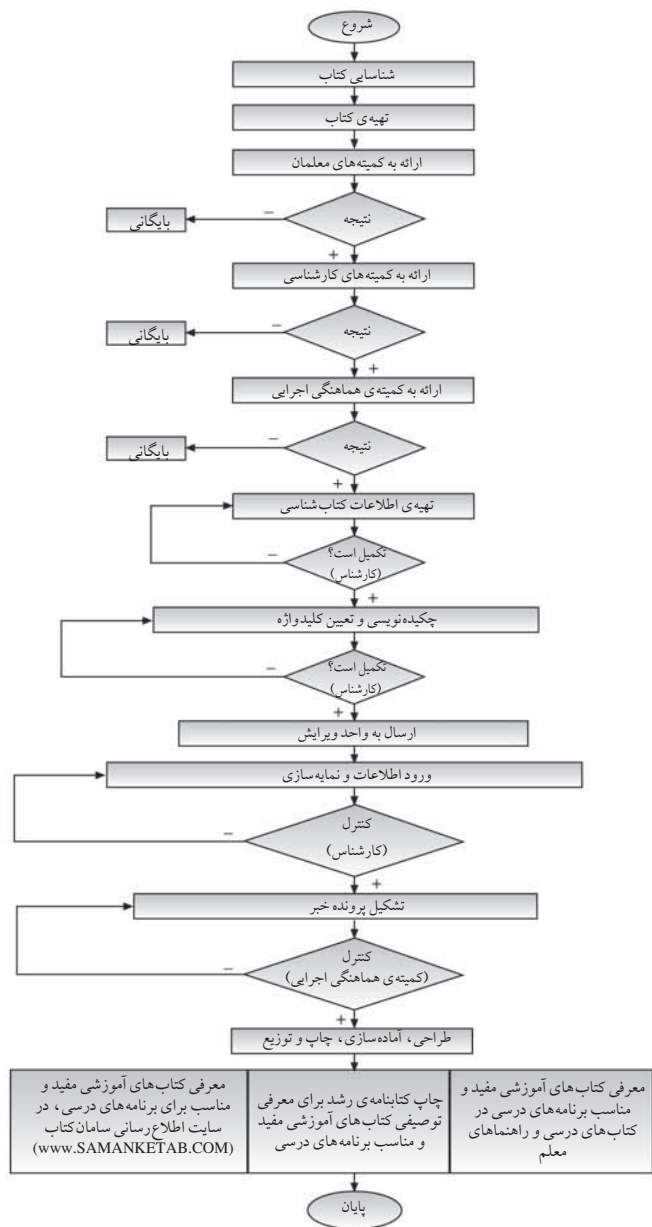 شروع
شناسایی کتاب
تهیه‌ی کتاب
ارائه به کمیته‌های معلمان
نتیجه
–
بایگانی
+
ارائه به کمیته‌های کارشناسی
نتیجه
–
بایگانی
+
ارائه به کمیته‌ی هماهنگی اجرایی
نتیجه
–
بایگانی
+
تهیه‌ی اطلاعات کتاب‌شناسی
تکمیل است؟
(کارشناس)
–
+
چکیده‌نویسی و تعیین کلیدواژه
تکمیل است؟
(کارشناس)
–
+
ارسال به واحد ویرایش
ورود اطلاعات و نمایه‌سازی
کنترل
(کارشناس)
–
+
تشکیل پرونده خبر
کنترل
(کمیته‌ی هماهنگی اجرایی)
–
+
طراحی، آماده‌سازی، چاپ و توزیع
معرفی کتاب‌های آموزشی مفید و
مناسب برنامه‌های درسی در
کتاب‌های درسی و راهنماهای
معلم
چاپ کتابنامه‌ی رشد برای معرفی
توصیفی کتاب‌های آموزشی مفید
و مناسب برنامه‌های درسی
معرفی کتاب‌های آموزشی مفید و
مناسب برای برنامه‌های درسی، در
سایت اطلاع‌رسانی سامان‌کتاب
(www.SAMANKETAB.COM)
پایان